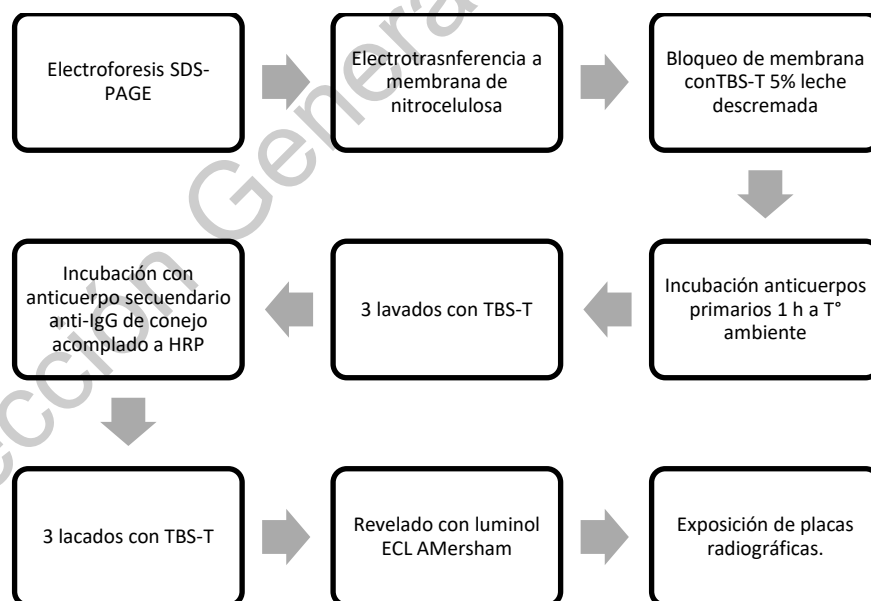 Electroforesis SDS-
PAGE
Electrotrasnferencia a
membrana de
nitrocelulosa
Bloqueo de membrana
conTBS-T 5% leche
descremada
Incubación anticuerpos
primarios 1 h a T°
ambiente
3 lavados con TBS-T
Incubación con
anticuerpo secuendario
anti-IgG de conejo
acomplado a HRP
3 lacados con TBS-T
Revelado con luminol
ECL AMersham
Exposición de placas
radiográficas.